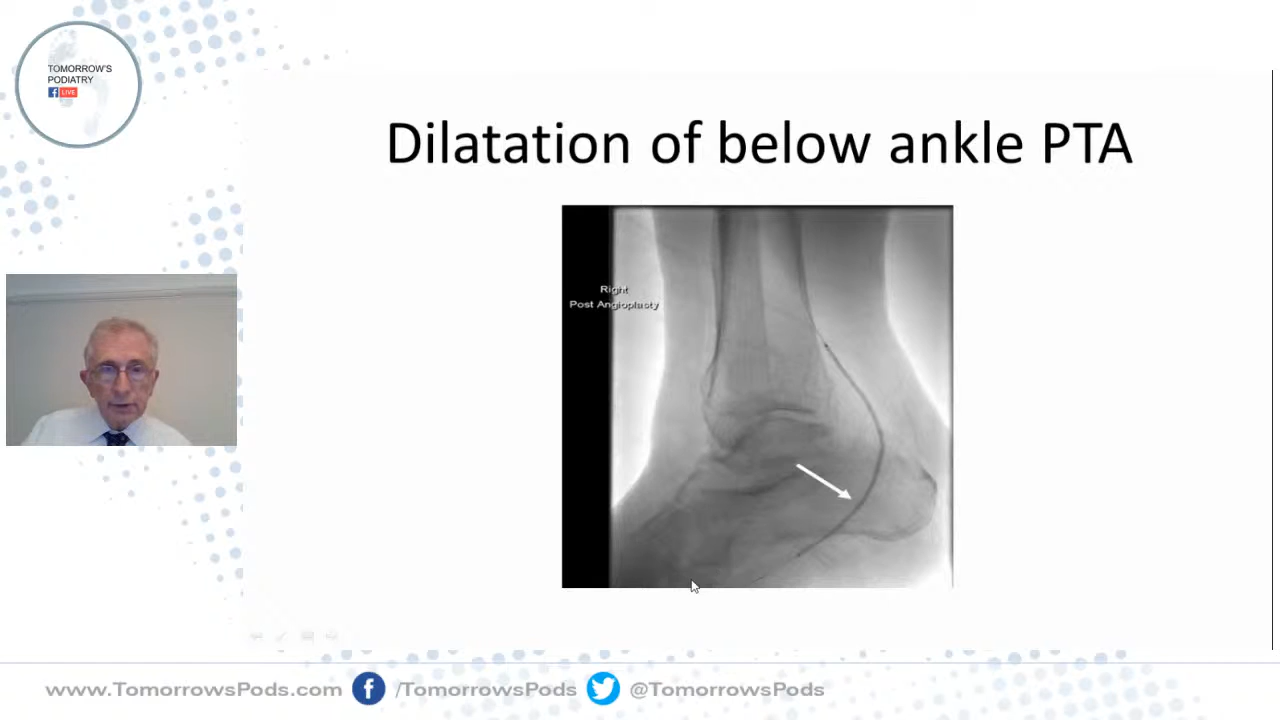 TOMORROW'S
PODIATRY
LIVE
Dilatation of below ankle PTA
Right
Post Angioplasty
www.TomorrowsPods.com
/TomorrowsPods
@TomorrowsPods